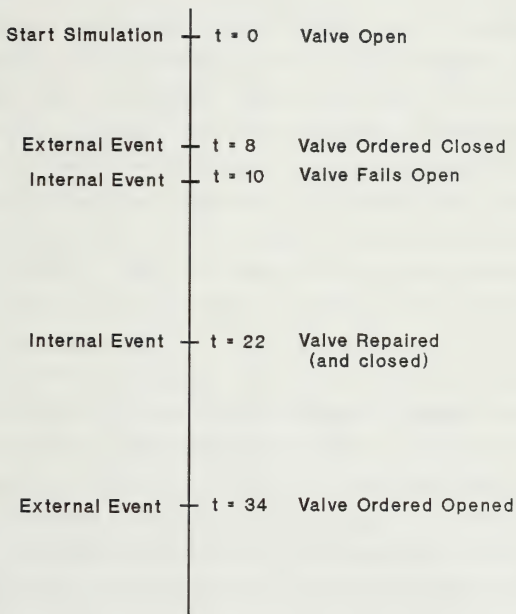 Start Simulation t = 0 Valve Open
External Event t = 8 Valve Ordered Closed
Internal Event t = 10 Valve Fails Open
Internal Event t = 22 Valve Repaired
(and closed)
External Event t = 34 Valve Ordered Opened